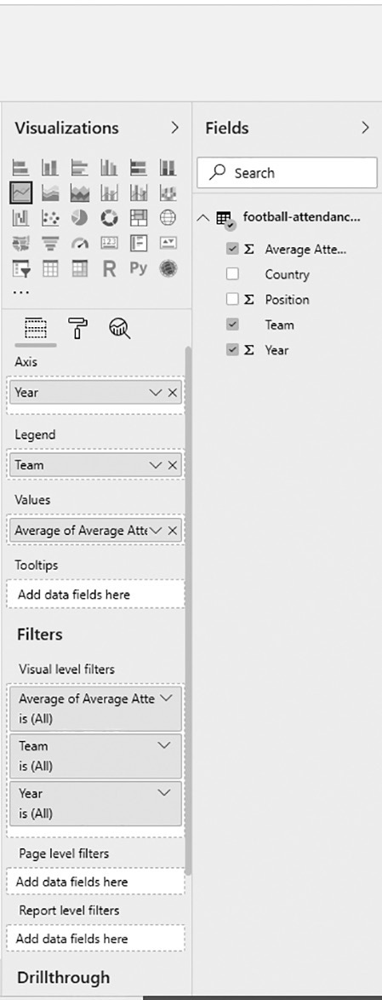 Visualizations
Fields
Search
football-attendanc...
Σ Average Atte...
Country
Σ Position
Team
Σ Year
123
R Py
...
Axis
Year
Legend
Team
Values
Average of Average Atte
Tooltips
Add data fields here
Filters
Visual level filters
Average of Average Atte
is (All)
Team
is (All)
Year
is (All)
Page level filters
Add data fields here
Report level filters
Add data fields here
Drillthrough